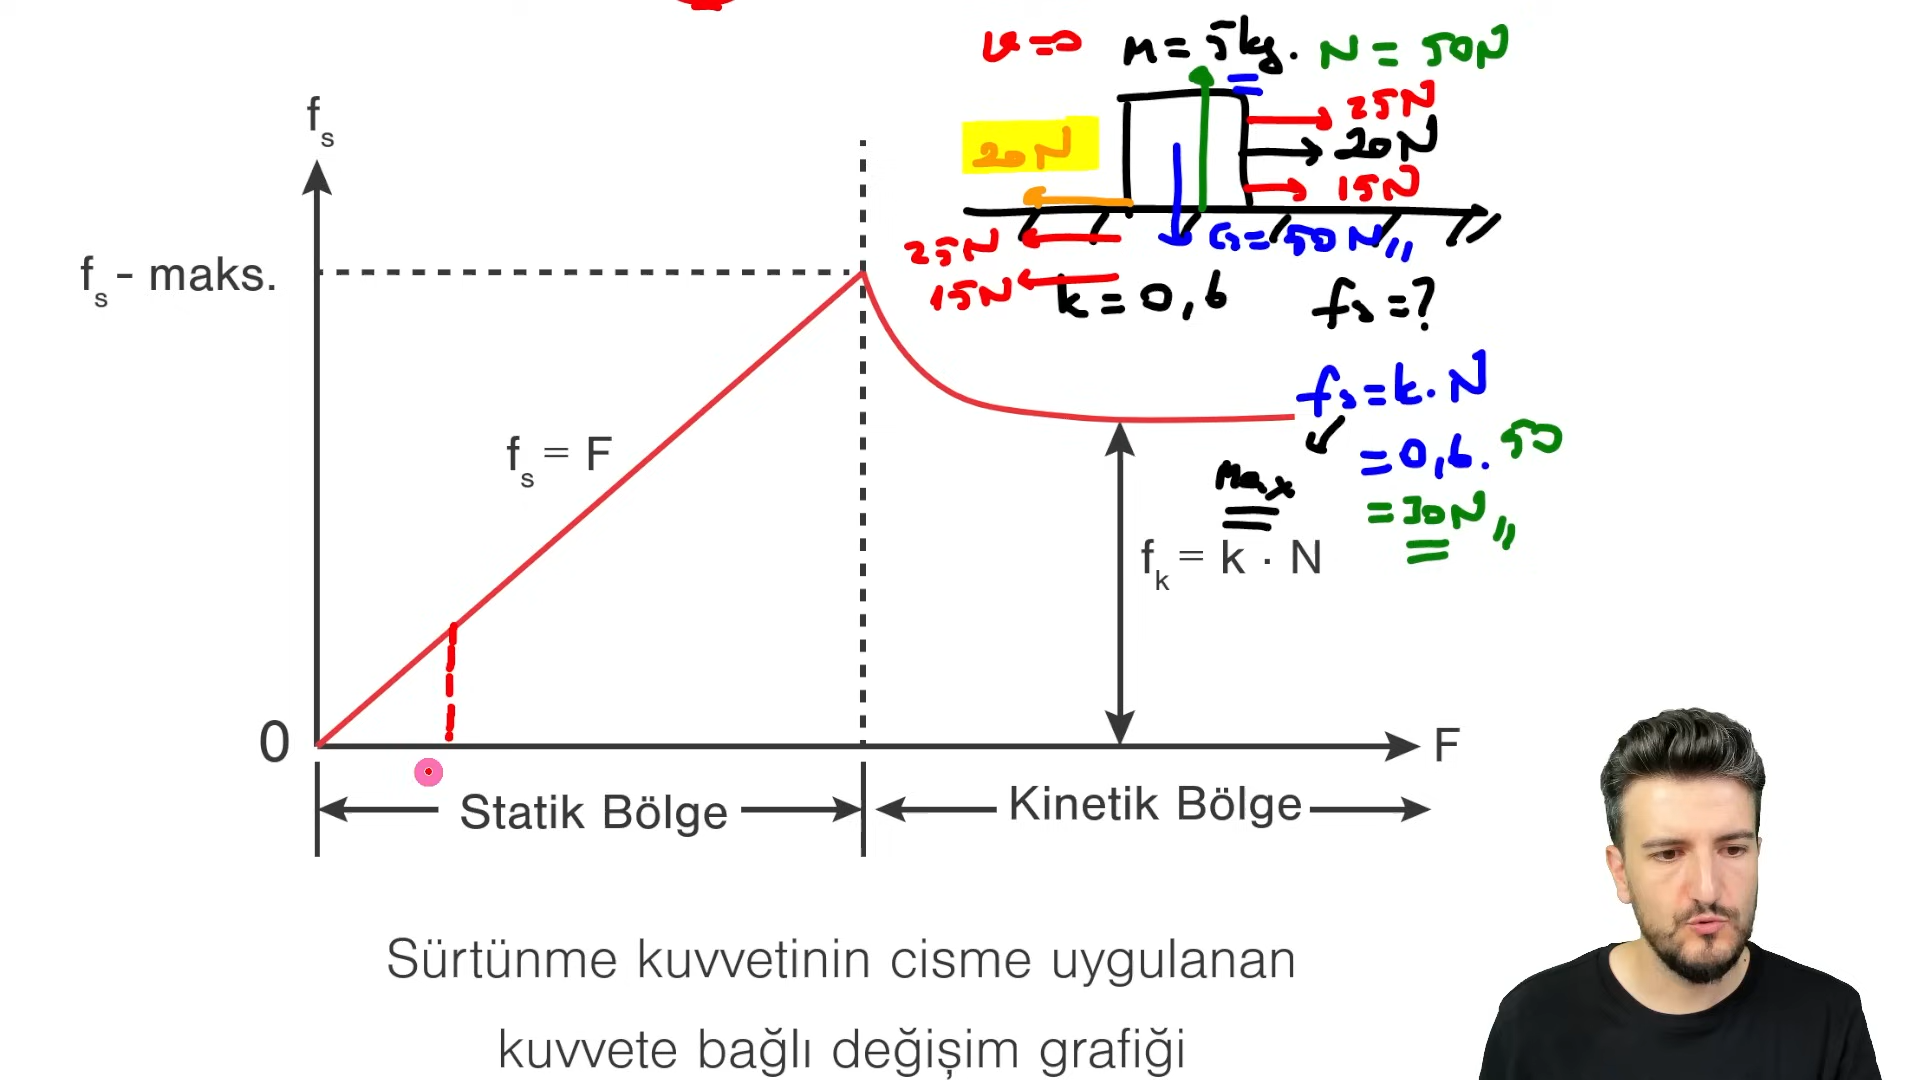 ʋ => m = 5kg. N = 50N
25N
20N
15N
20N
25N
15N
G = 50N,,
k = 0,6 fs = ?
fs = k.N
= 0,6. 50
= 30N,,
Max
fs
fs - maks.
fs = F
fk = k · N
0
F
Statik Bölge
Kinetik Bölge
Sürtünme kuvvetinin cisme uygulanan
kuvvete bağlı değişim grafiği